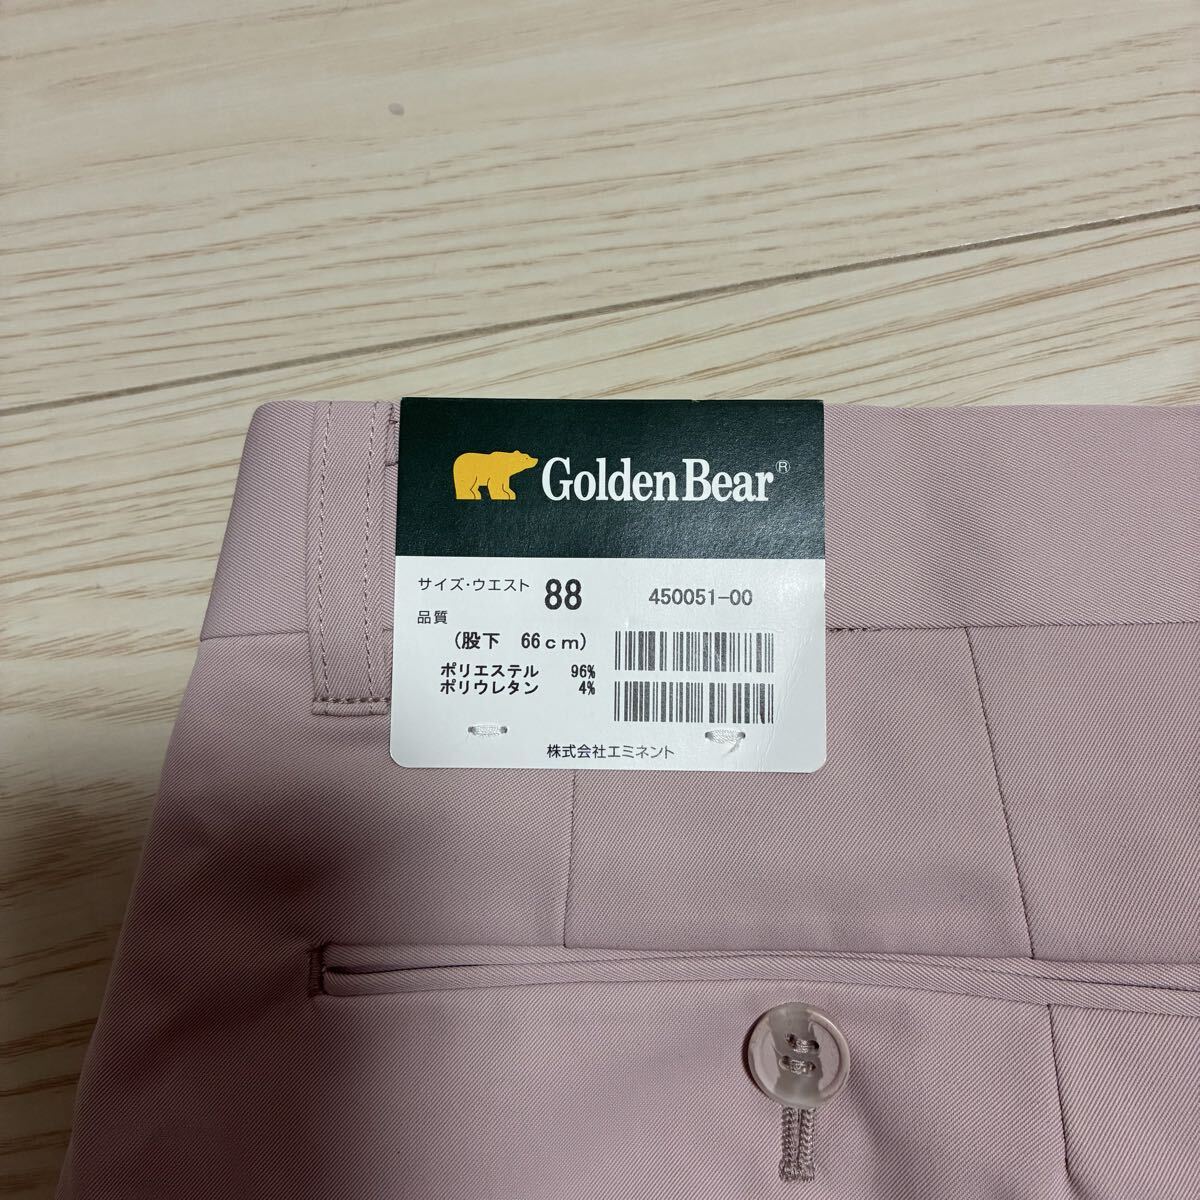 Golden Bear®
サイズ・ウエスト 88 450051-00
品質
(股下 66cm)
ポリエステル 96%
ポリウレタン 4%
株式会社エミネント